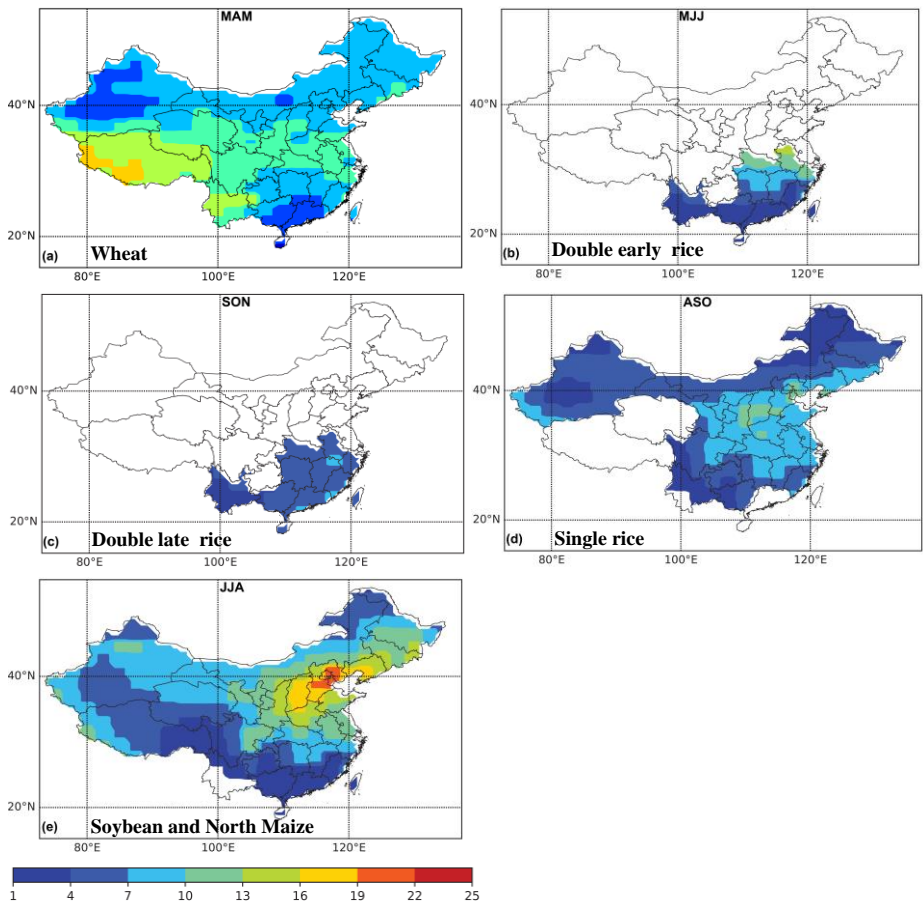 MAM
40°N
20°N
(a) Wheat
80°E 100°E 120°E
MJJ
40°N
20°N
(b) Double early rice
80°E 100°E 120°E
SON
40°N
20°N
(c) Double late rice
80°E 100°E 120°E
ASO
40°N
20°N
(d) Single rice
80°E 100°E 120°E
JJA
40°N
20°N
(e) Soybean and North Maize
80°E 100°E 120°E
1 4 7 10 13 16 19 22 25